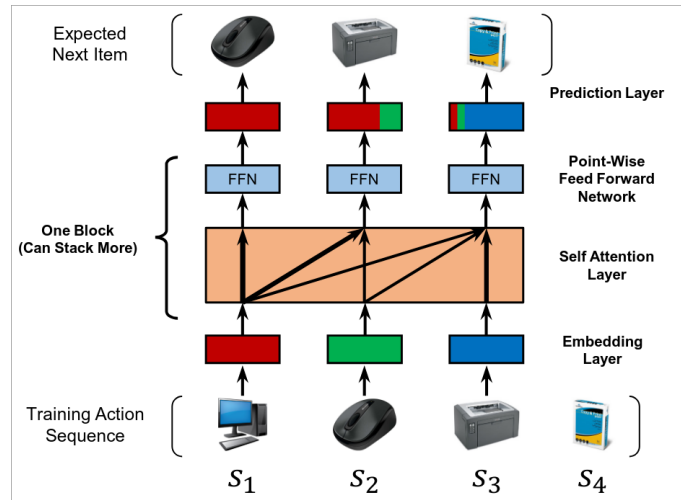 Expected
Next Item
Prediction Layer
FFN
FFN
FFN
Point-Wise
Feed Forward
Network
One Block
(Can Stack More)
Self Attention
Layer
Embedding
Layer
Training Action
Sequence
S1
S2
S3
S4